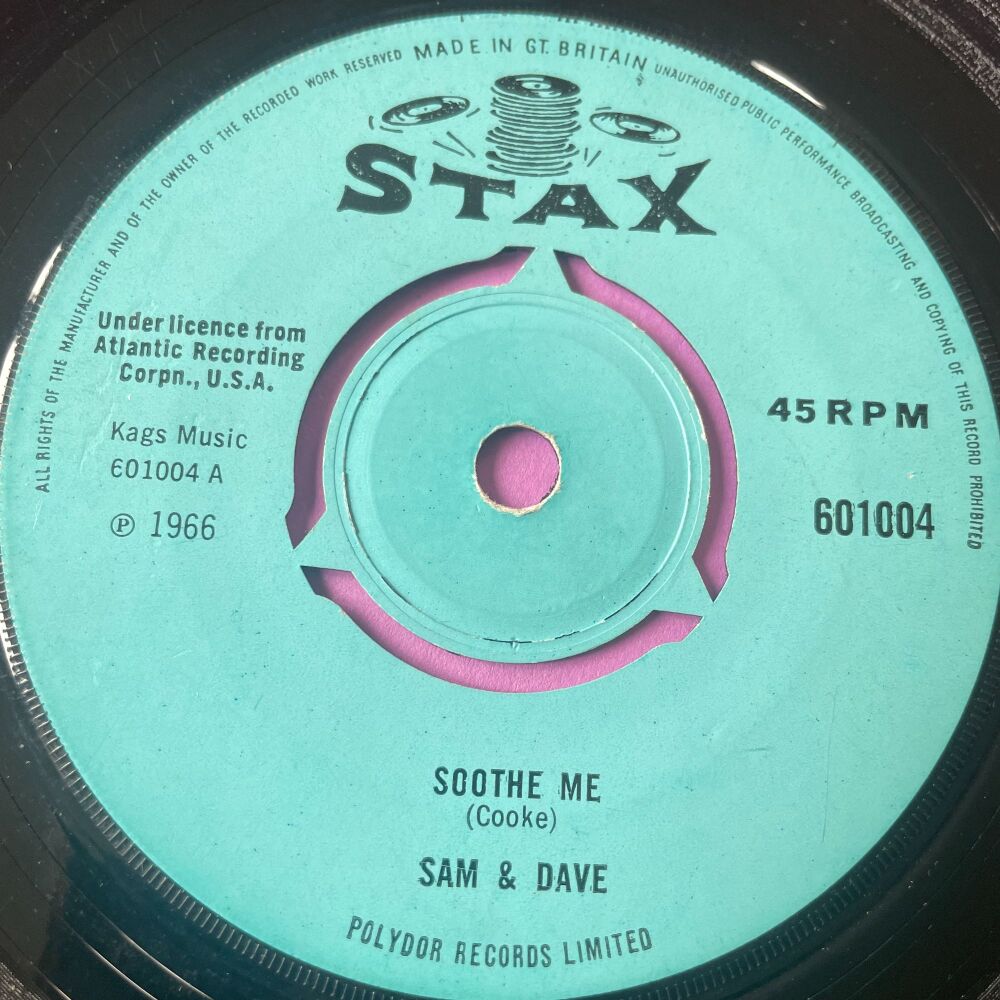 ALL RIGHTS OF THE MANUFACTURER AND OF THE OWNER OF THE RECORDED WORK RESERVED
MADE IN GT. BRITAIN
UNAUTHORISED PUBLIC PERFORMANCE BROADCASTING AND COPYING OF THIS RECORD PROHIBITED
STAX
Under licence from
Atlantic Recording
Corpn., U.S.A.
Kags Music
601004 A
℗ 1966
45 RPM
601004
SOOTHE ME
(Cooke)
SAM & DAVE
POLYDOR RECORDS LIMITED